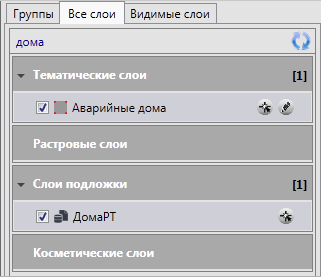 Группы Все слои Видимые слои
дома
Тематические слои [1]
Аварийные дома
Растровые слои
Слои подложки [1]
ДомаРТ
Косметические слои